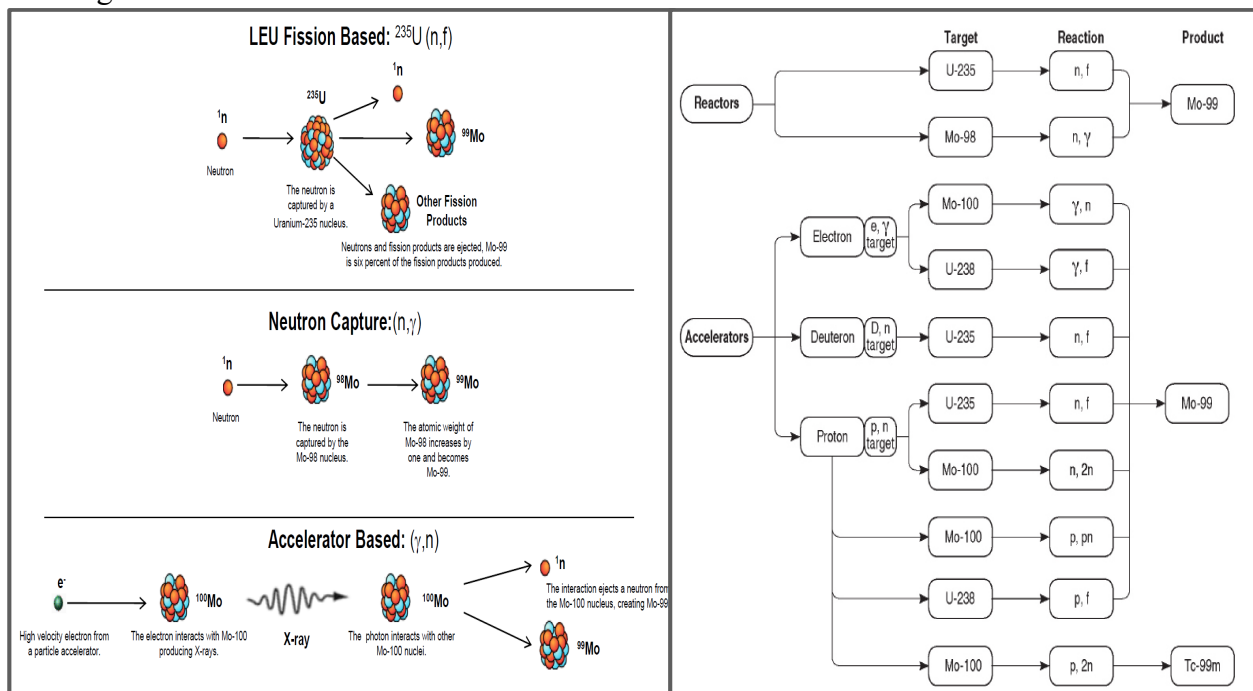 LEU Fission Based: ²³⁵U (n,f)
¹n
²³⁵U
¹n
⁹⁹Mo
Neutron
The neutron is
captured by a
Uranium-235 nucleus.
Other Fission
Products
Neutrons and fission products are ejected, Mo-99
is six percent of the fission products produced.
Neutron Capture:(n,γ)
¹n
⁹⁸Mo
⁹⁹Mo
Neutron
The neutron is
captured by the
Mo-98 nucleus.
The atomic weight of
Mo-98 increases by
one and becomes
Mo-99.
Accelerator Based: (γ,n)
e⁻
¹⁰⁰Mo
X-ray
¹⁰⁰Mo
¹n
The interaction ejects a neutron from
the Mo-100 nucleus, creating Mo-99
⁹⁹Mo
High velocity electron from
a particle accelerator.
The electron interacts with Mo-100
producing X-rays.
The photon interacts with other
Mo-100 nuclei.
Target Reaction Product
Reactors
U-235 n, f
Mo-98 n, γ
Mo-99
Accelerators
Electron
e, γ
target
Mo-100 γ, n
U-238 γ, f
Deuteron
D, n
target
U-235 n, f
Proton
p, n
target
U-235 n, f
Mo-99
Mo-100 n, 2n
Mo-100 p, pn
U-238 p, f
Mo-100 p, 2n Tc-99m